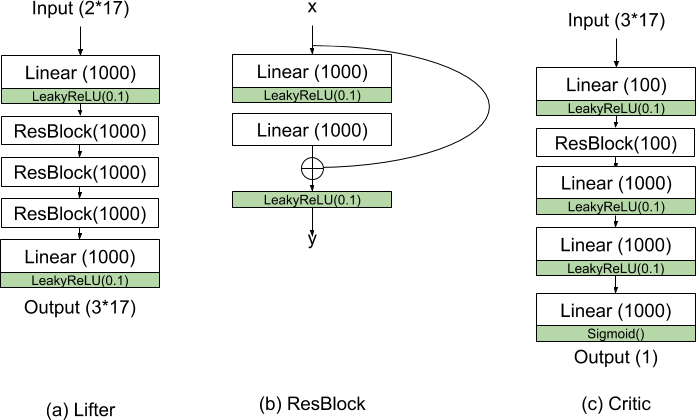 Input (2*17)
Linear (1000)
LeakyReLU(0.1)
ResBlock(1000)
ResBlock(1000)
ResBlock(1000)
Linear (1000)
LeakyReLU(0.1)
Output (3*17)
(a) Lifter
x
Linear (1000)
LeakyReLU(0.1)
Linear (1000)
LeakyReLU(0.1)
y
(b) ResBlock
Input (3*17)
Linear (100)
LeakyReLU(0.1)
ResBlock(100)
Linear (1000)
LeakyReLU(0.1)
Linear (1000)
LeakyReLU(0.1)
Linear (1000)
Sigmoid()
Output (1)
(c) Critic